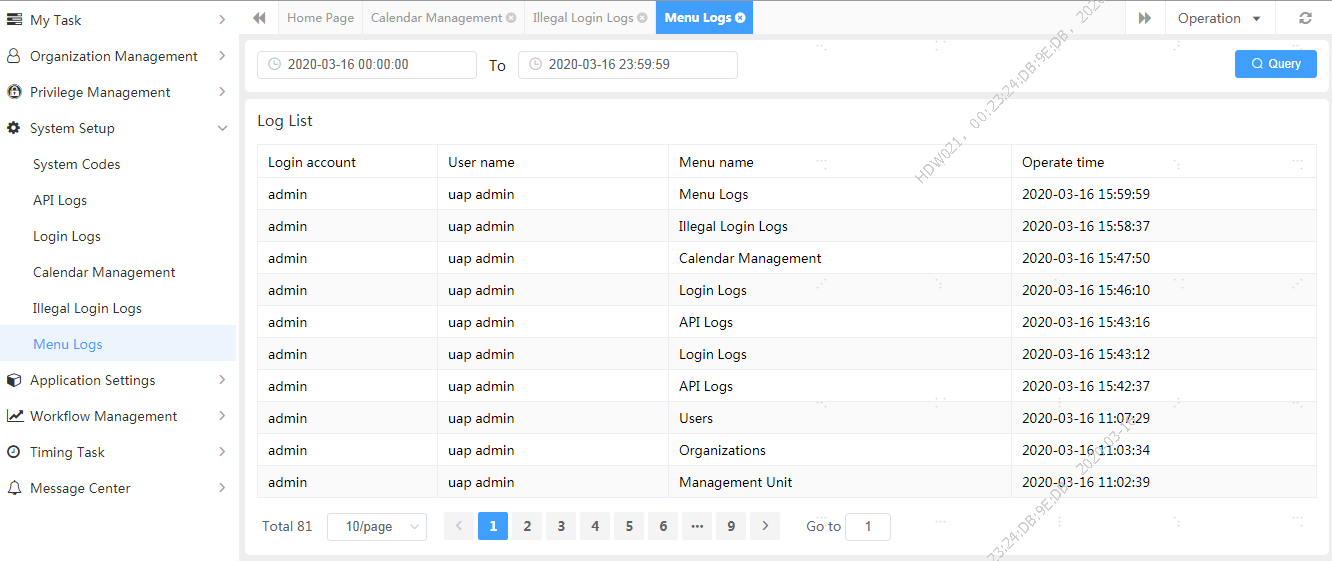 My Task
Organization Management
Privilege Management
System Setup
System Codes
API Logs
Login Logs
Calendar Management
Illegal Login Logs
Menu Logs
Application Settings
Workflow Management
Timing Task
Message Center
Home Page Calendar Management Illegal Login Logs Menu Logs Operation
2020-03-16 00:00:00 To 2020-03-16 23:59:59 Query
Log List
Login account User name Menu name Operate time
admin uap admin Menu Logs 2020-03-16 15:59:59
admin uap admin Illegal Login Logs 2020-03-16 15:58:37
admin uap admin Calendar Management 2020-03-16 15:47:50
admin uap admin Login Logs 2020-03-16 15:46:10
admin uap admin API Logs 2020-03-16 15:43:16
admin uap admin Login Logs 2020-03-16 15:43:12
admin uap admin API Logs 2020-03-16 15:42:37
admin uap admin Users 2020-03-16 11:07:29
admin uap admin Organizations 2020-03-16 11:03:34
admin uap admin Management Unit 2020-03-16 11:02:39
Total 81 10/page 1 2 3 4 5 6 ••• 9 Go to 1
HDW021, 00:23:24:DB:9E:DB, 2020
23:24:DB:9E:DB, 2020-03-16